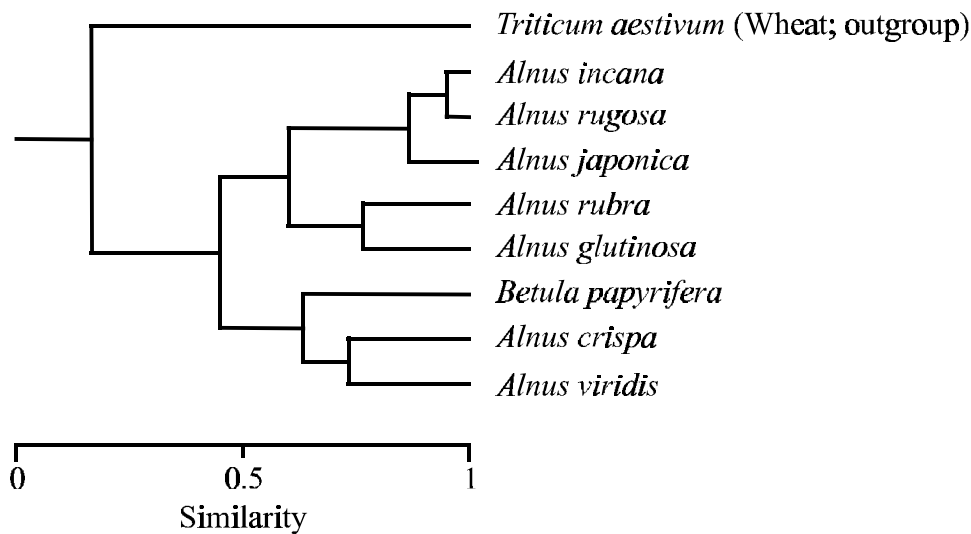 Triticum aestivum (Wheat; outgroup)
Alnus incana
Alnus rugosa
Alnus japonica
Alnus rubra
Alnus glutinosa
Betula papyrifera
Alnus crispa
Alnus viridis
0 0.5 1
Similarity